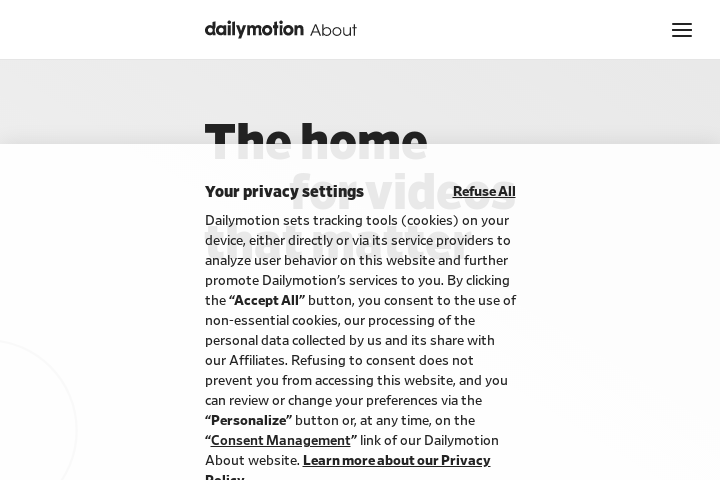 dailymotion About
The home
for videos
that matter
Your privacy settings
Refuse All
Dailymotion sets tracking tools (cookies) on your
device, either directly or via its service providers to
analyze user behavior on this website and further
promote Dailymotion's services to you. By clicking
the “Accept All” button, you consent to the use of
non-essential cookies, our processing of the
personal data collected by us and its share with
our Affiliates. Refusing to consent does not
prevent you from accessing this website, and you
can review or change your preferences via the
“Personalize” button or, at any time, on the
“Consent Management” link of our Dailymotion
About website. Learn more about our Privacy
Policy